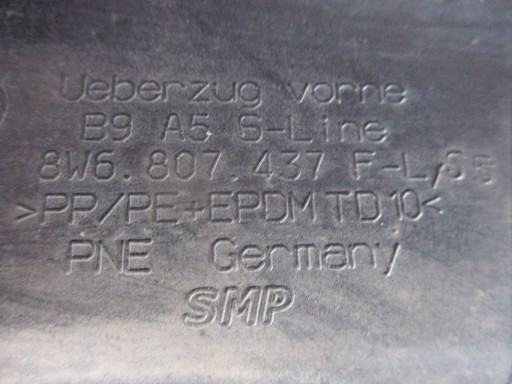 Ueberzug vorne
B9 A5 S-Line
8W6.807.437 F-L,S5
>PP/PE+EPDM TD10<
PNE Germany
SMP